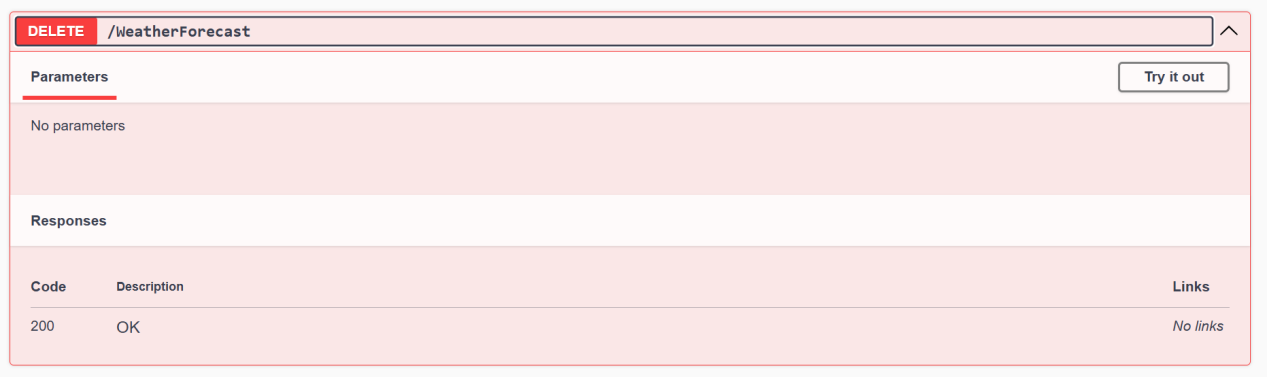 DELETE /WeatherForecast
Parameters Try it out
No parameters
Responses
Code Description Links
200 OK No links